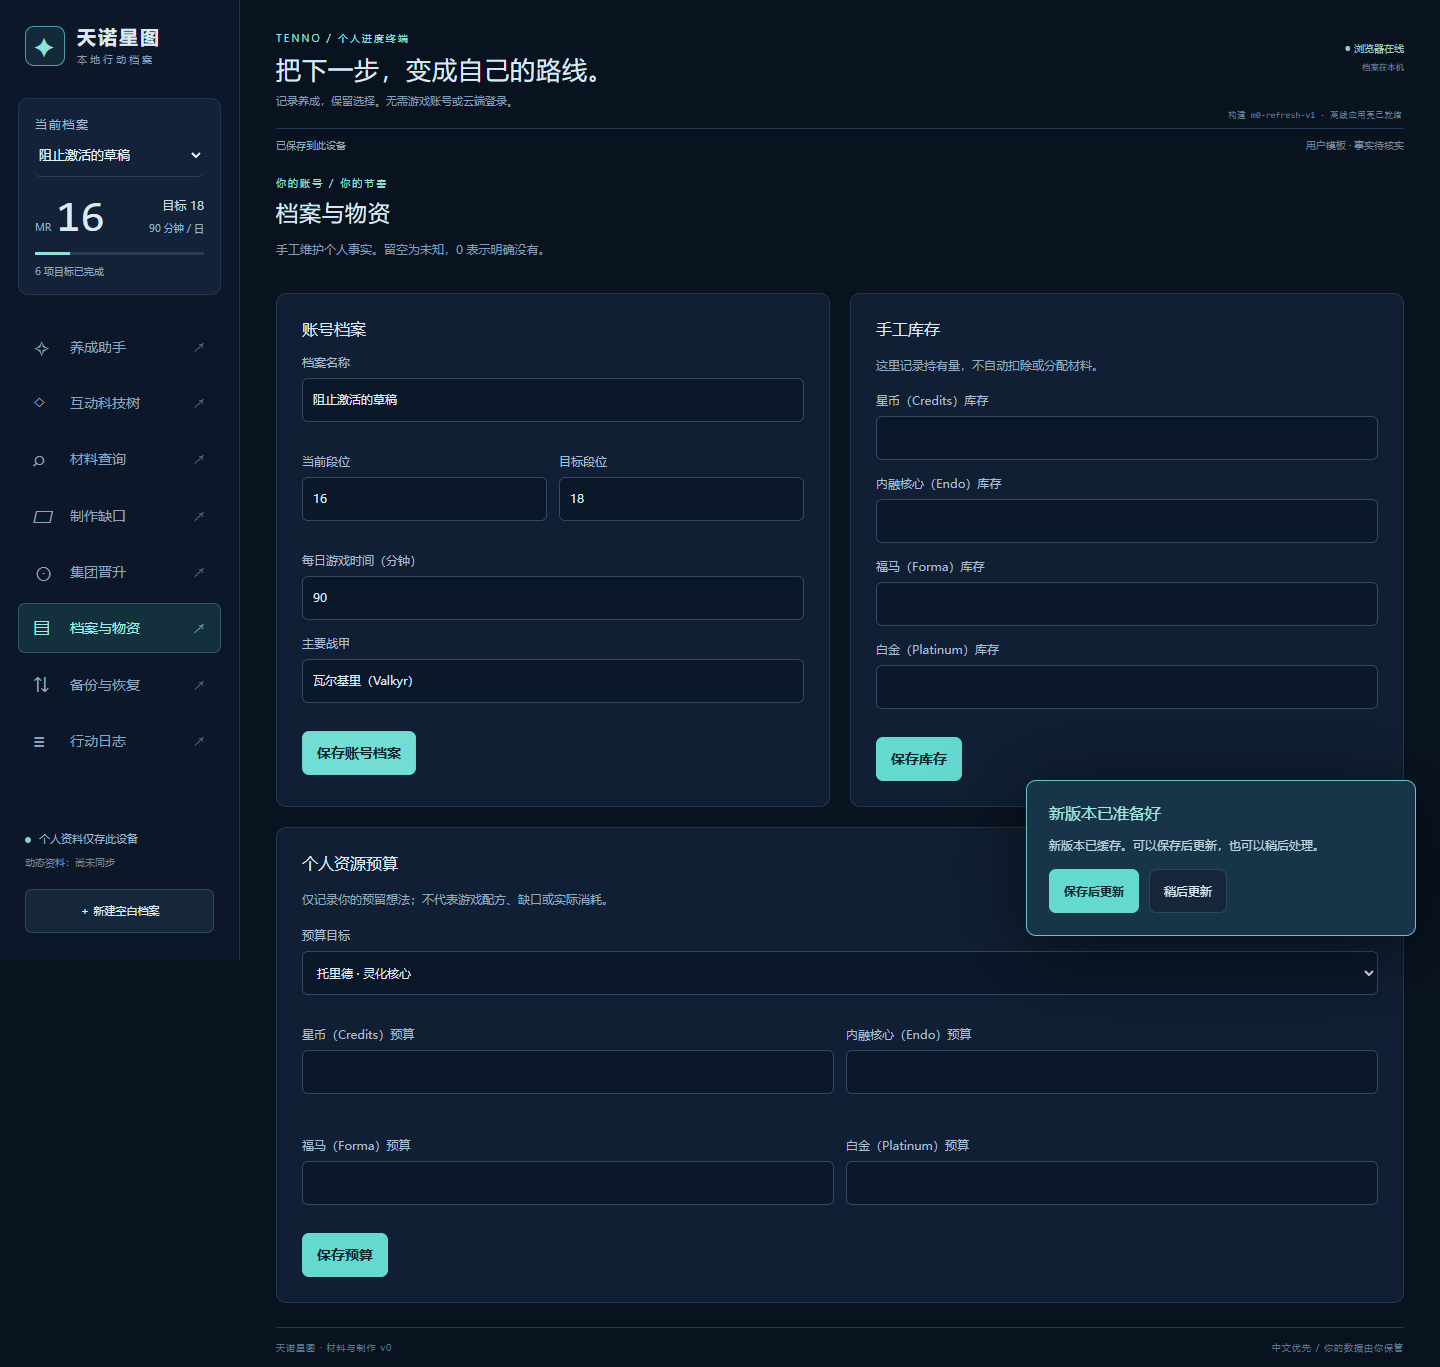 天诺星图
本地行动档案
当前档案
阻止激活的草稿
MR 16
目标 18
90 分钟 / 日
6 项目标已完成
养成助手
互动科技树
材料查询
制作缺口
集团晋升
档案与物资
备份与恢复
行动日志
个人资料仅存此设备
动态资料：尚未同步
+ 新建空白档案
TENNO / 个人进度终端
把下一步，变成自己的路线。
记录养成，保留选择。无需游戏账号或云端登录。
浏览器在线
档案在本机
构建 m0-refresh-v1 · 离线应用壳已就绪
已保存到此设备
用户模板 · 事实待核实
你的账号 / 你的节奏
档案与物资
手工维护个人事实。留空为未知，0 表示明确没有。
账号档案
档案名称
阻止激活的草稿
当前段位
目标段位
16
18
每日游戏时间（分钟）
90
主要战甲
瓦尔基里（Valkyr）
保存账号档案
手工库存
这里记录持有量，不自动扣除或分配材料。
星币（Credits）库存
内融核心（Endo）库存
福马（Forma）库存
白金（Platinum）库存
保存库存
新版本已准备好
新版本已缓存。可以保存后更新，也可以稍后处理。
保存后更新
稍后更新
个人资源预算
仅记录你的预留想法；不代表游戏配方、缺口或实际消耗。
预算目标
托里德 · 灵化核心
星币（Credits）预算
内融核心（Endo）预算
福马（Forma）预算
白金（Platinum）预算
保存预算
天诺星图 · 材料与制作 v0
中文优先 / 你的数据由你保管